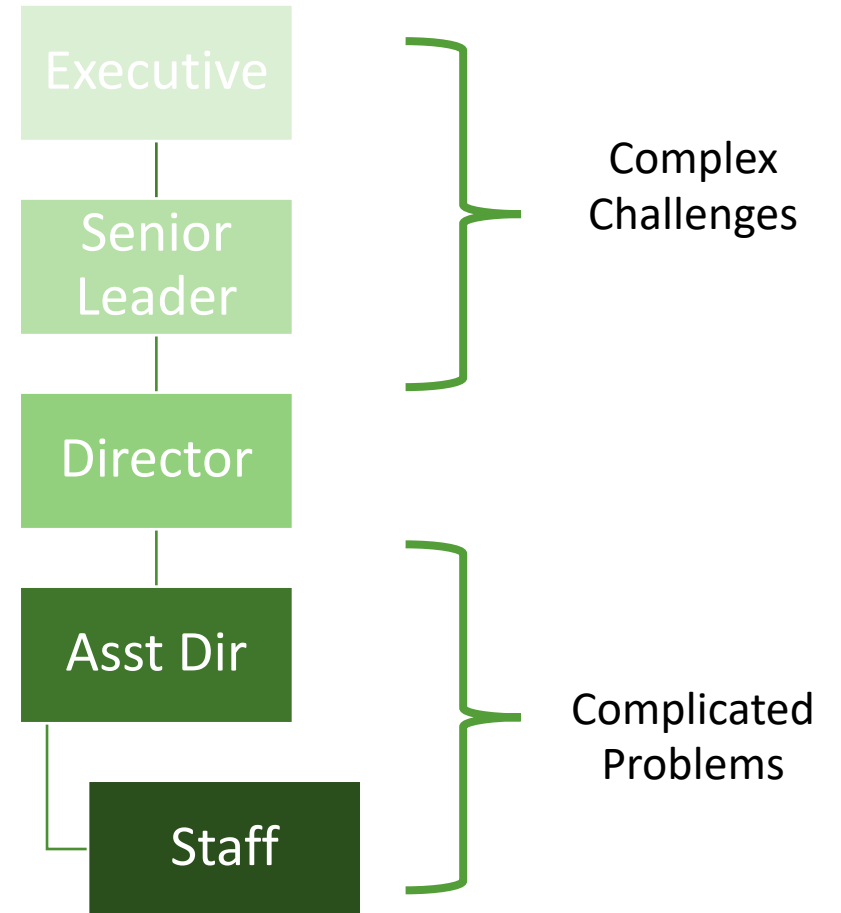 Executive
Complex
Challenges
Senior
Leader
Director
Asst Dir
Complicated
Problems
Staff